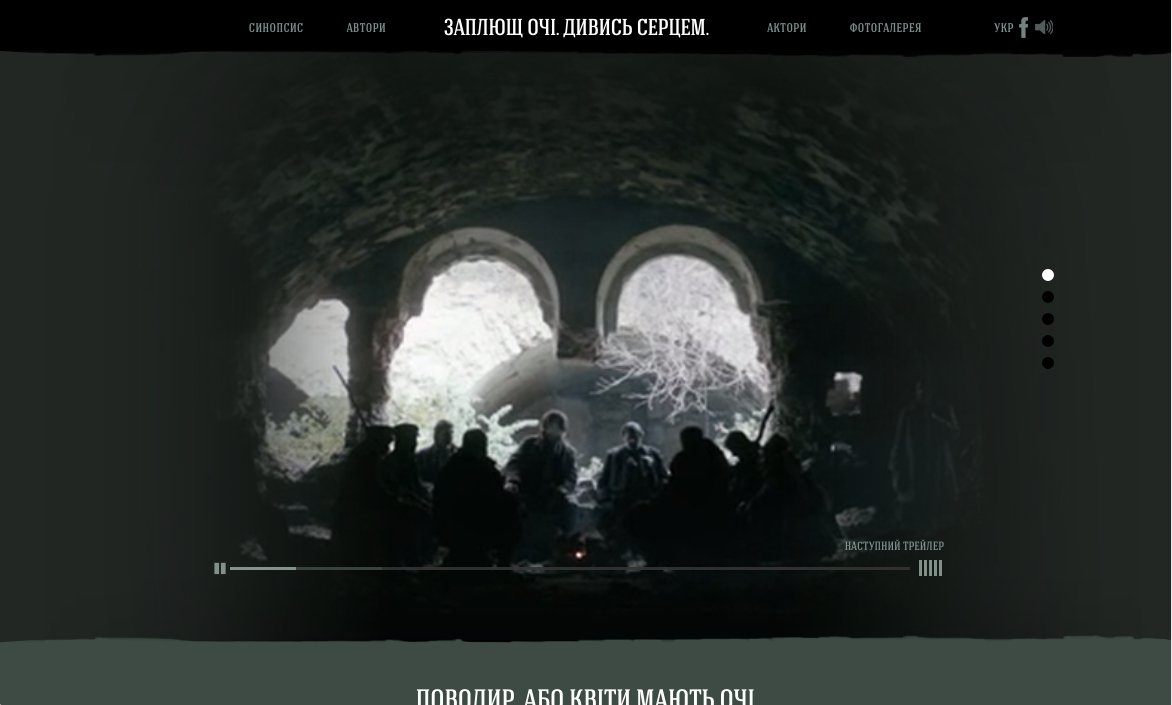 СИНОПСИС
АВТОРИ
ЗАПЛЮЩ ОЧІ. ДИВИСЬ СЕРЦЕМ.
АКТОРИ
ФОТОГАЛЕРЕЯ
УКР
НАСТУПНИЙ ТРЕЙЛЕР
ПОВОДИР, АБО КВІТИ МАЮТЬ ОЧІ